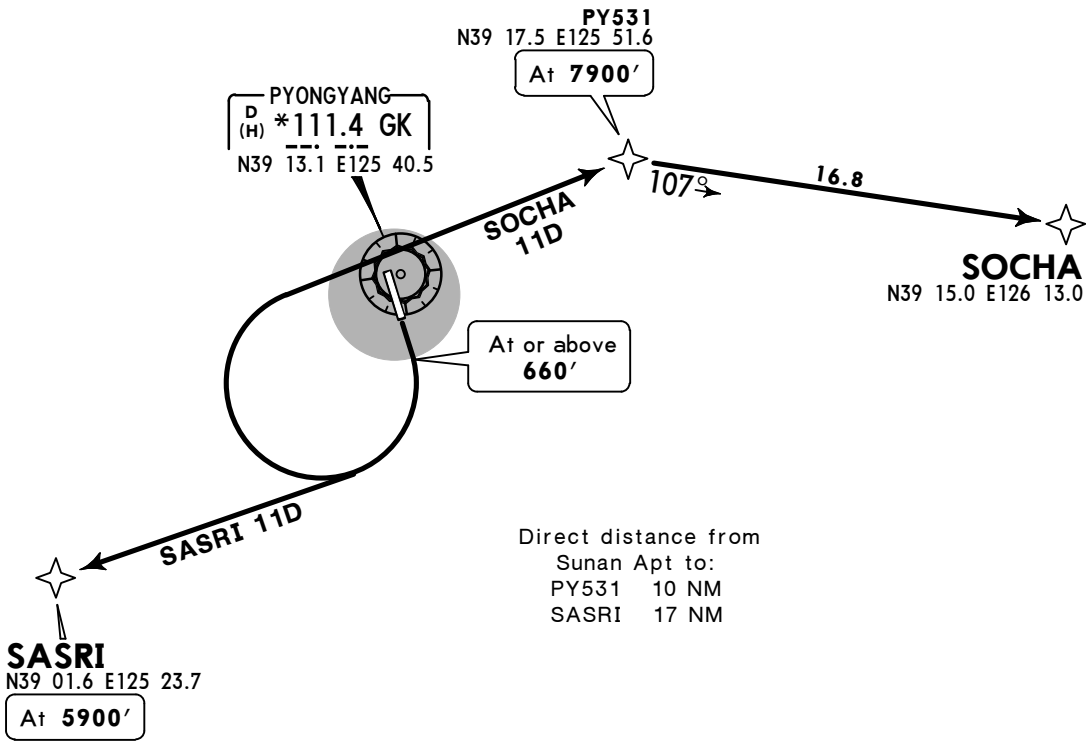 PY531
N39 17.5 E125 51.6
At 7900′
PYONGYANG
D
(H) *111.4 GK
N39 13.1 E125 40.5
SOCHA
11D
107°
16.8
SOCHA
N39 15.0 E126 13.0
At or above
660′
SASRI 11D
Direct distance from
Sunan Apt to:
PY531 10 NM
SASRI 17 NM
SASRI
N39 01.6 E125 23.7
At 5900′